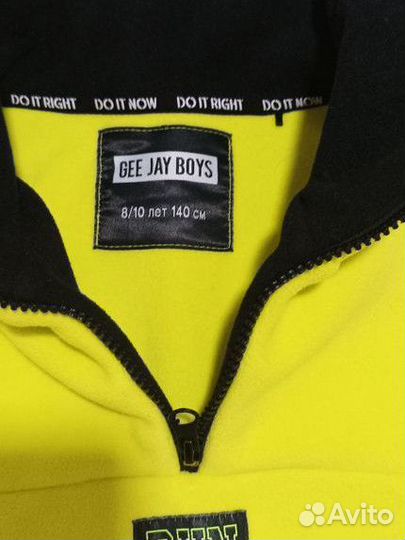 DO IT RIGHT DO IT NOW DO IT RIGHT DO IT NOW
GEE JAY BOYS
8/10 лет 140 см
RUN
Avito